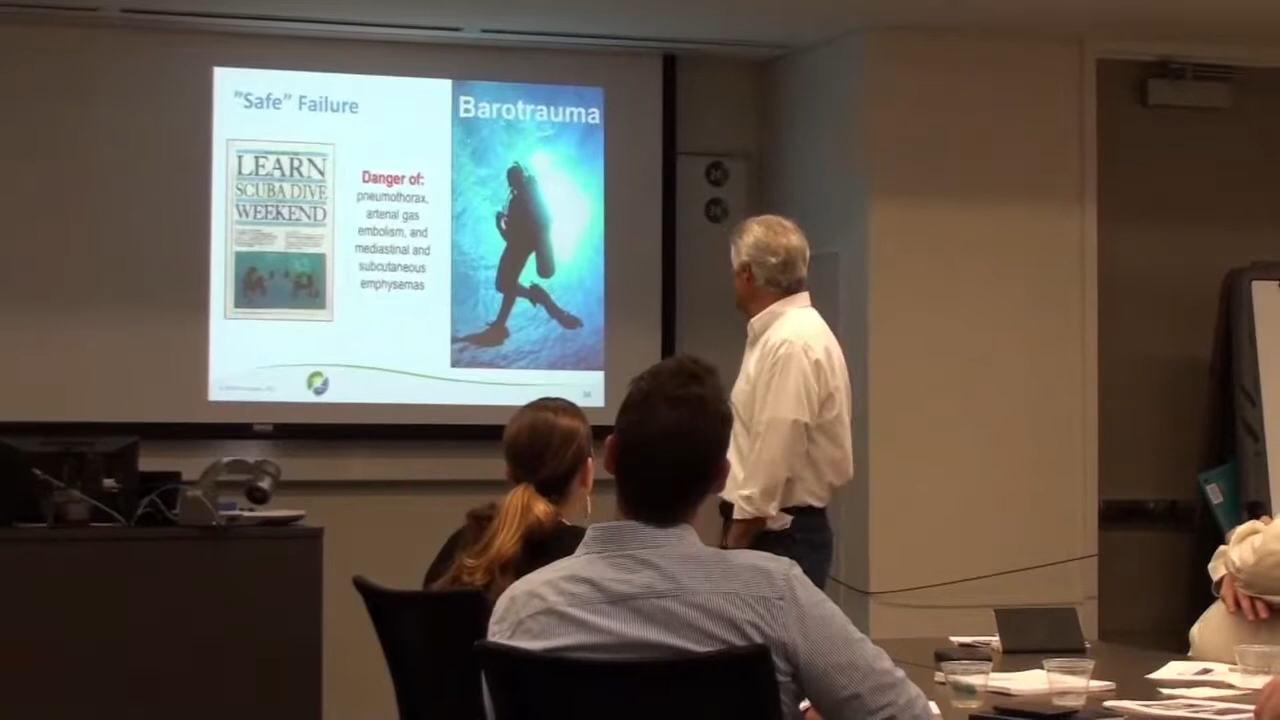 "Safe" Failure
LEARN
SCUBA DIVE
WEEKEND
Danger of:
pneumothorax,
arterial gas
embolism, and
mediastinal and
subcutaneous
emphysemas
Barotrauma